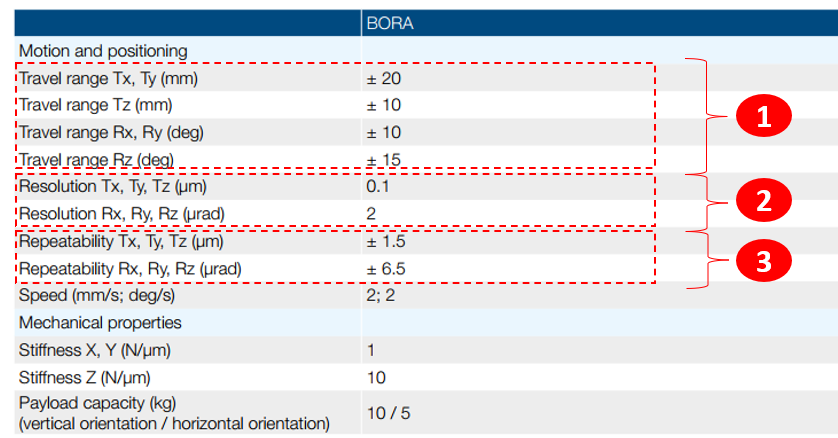 BORA
Motion and positioning
Travel range Tx, Ty (mm) ± 20
Travel range Tz (mm) ± 10
Travel range Rx, Ry (deg) ± 10
Travel range Rz (deg) ± 15
1
Resolution Tx, Ty, Tz (µm) 0.1
Resolution Rx, Ry, Rz (µrad) 2
2
Repeatability Tx, Ty, Tz (µm) ± 1.5
Repeatability Rx, Ry, Rz (µrad) ± 6.5
3
Speed (mm/s; deg/s) 2; 2
Mechanical properties
Stiffness X, Y (N/µm) 1
Stiffness Z (N/µm) 10
Payload capacity (kg)
(vertical orientation / horizontal orientation) 10 / 5